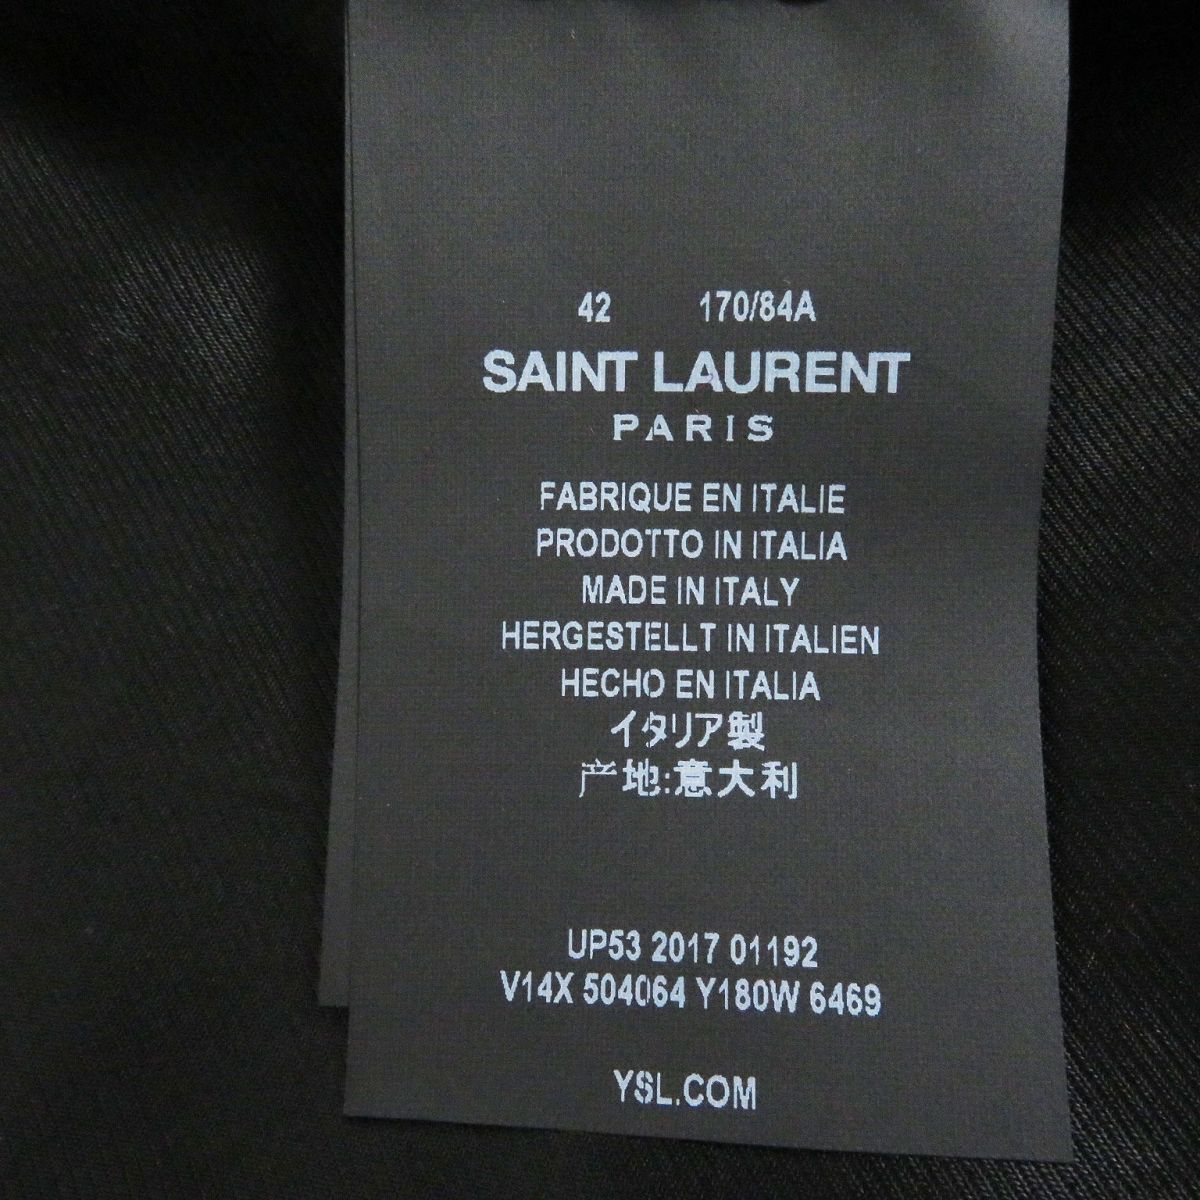 42 170/84A
SAINT LAURENT
PARIS
FABRIQUE EN ITALIE
PRODOTTO IN ITALIA
MADE IN ITALY
HERGESTELLT IN ITALIEN
HECHO EN ITALIA
イタリア製
产地:意大利
UP53 2017 01192
V14X 504064 Y180W 6469
YSL.COM